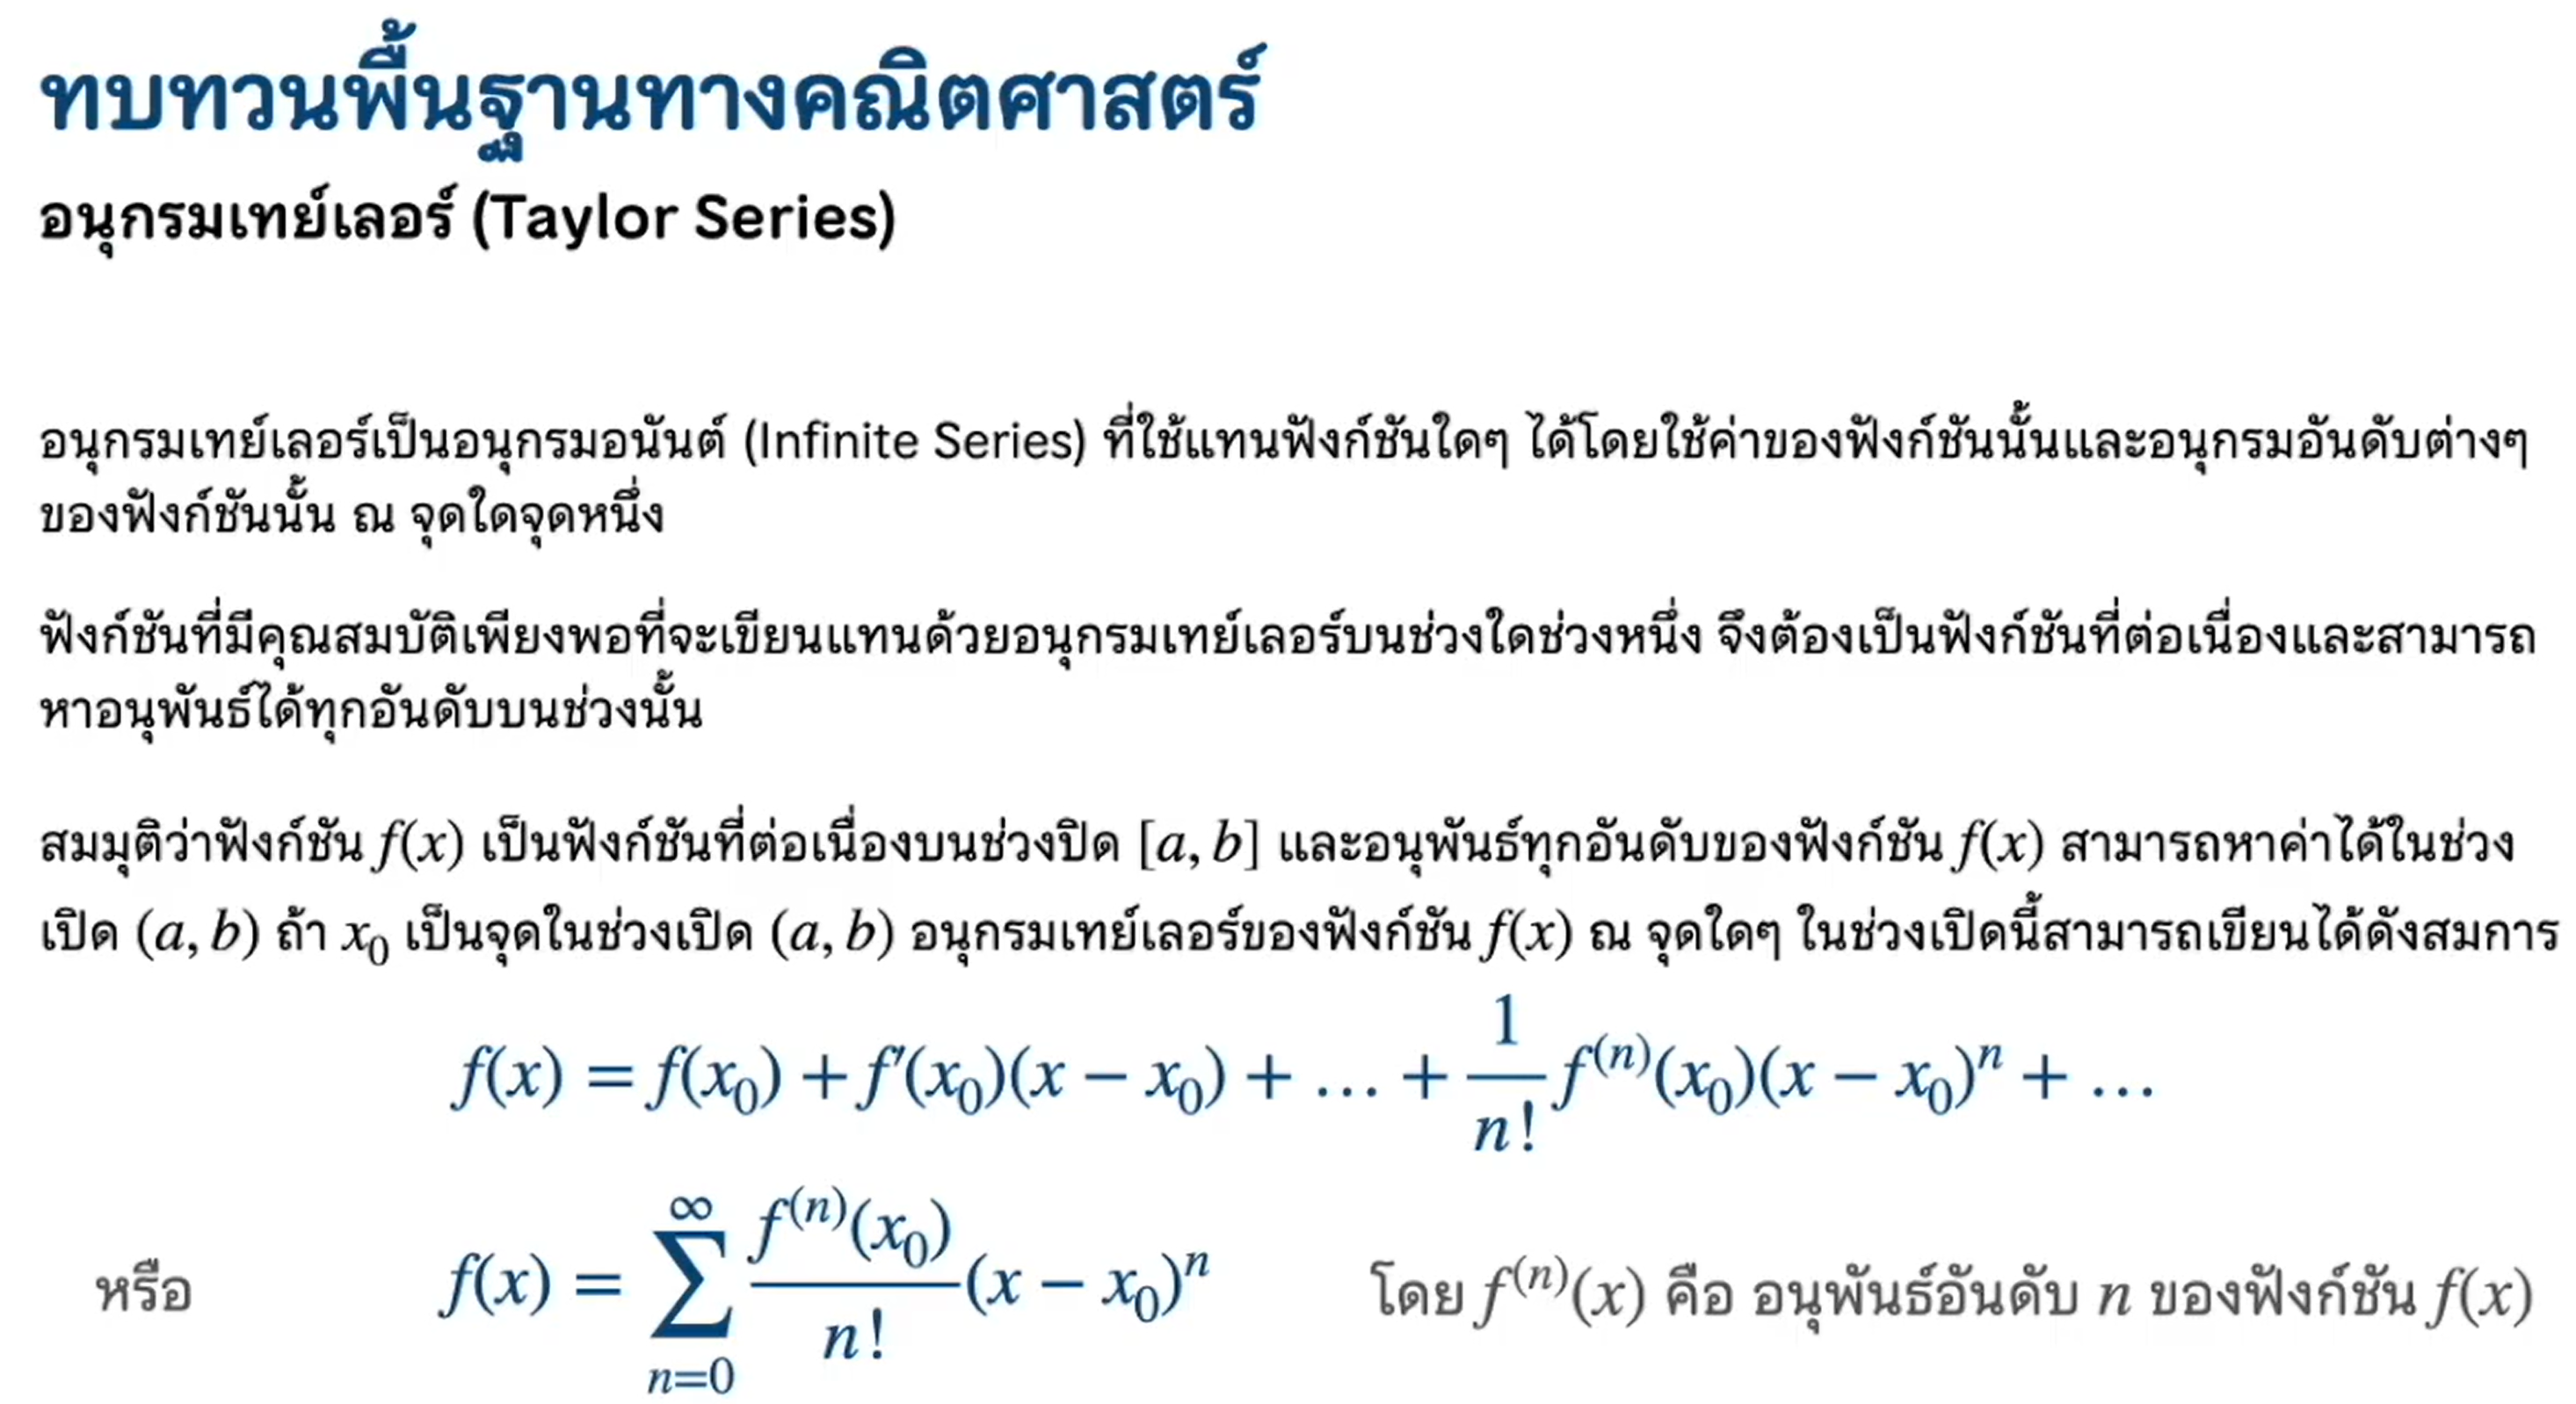 ทบทวนพื้นฐานทางคณิตศาสตร์
อนุกรมเทย์เลอร์ (Taylor Series)
อนุกรมเทย์เลอร์เป็นอนุกรมอนันต์ (Infinite Series) ที่ใช้แทนฟังก์ชันใดๆ ได้โดยใช้ค่าของฟังก์ชันนั้นและอนุกรมอันดับต่างๆ
ของฟังก์ชันนั้น ณ จุดใดจุดหนึ่ง
ฟังก์ชันที่มีคุณสมบัติเพียงพอที่จะเขียนแทนด้วยอนุกรมเทย์เลอร์บนช่วงใดช่วงหนึ่ง จึงต้องเป็นฟังก์ชันที่ต่อเนื่องและสามารถ
หาอนุพันธ์ได้ทุกอันดับบนช่วงนั้น
สมมุติว่าฟังก์ชัน f(x) เป็นฟังก์ชันที่ต่อเนื่องบนช่วงปิด [a, b] และอนุพันธ์ทุกอันดับของฟังก์ชัน f(x) สามารถหาค่าได้ในช่วง
เปิด (a, b) ถ้า x₀ เป็นจุดในช่วงเปิด (a, b) อนุกรมเทย์เลอร์ของฟังก์ชัน f(x) ณ จุดใดๆ ในช่วงเปิดนี้สามารถเขียนได้ดังสมการ
f(x) = f(x₀) + f′(x₀)(x − x₀) + … + \frac{1}{n!} f⁽ⁿ⁾(x₀)(x − x₀)ⁿ + …
หรือ f(x) = \sum_{n=0}^{∞} \frac{f⁽ⁿ⁾(x₀)}{n!} (x − x₀)ⁿ โดย f⁽ⁿ⁾(x) คือ อนุพันธ์อันดับ n ของฟังก์ชัน f(x)